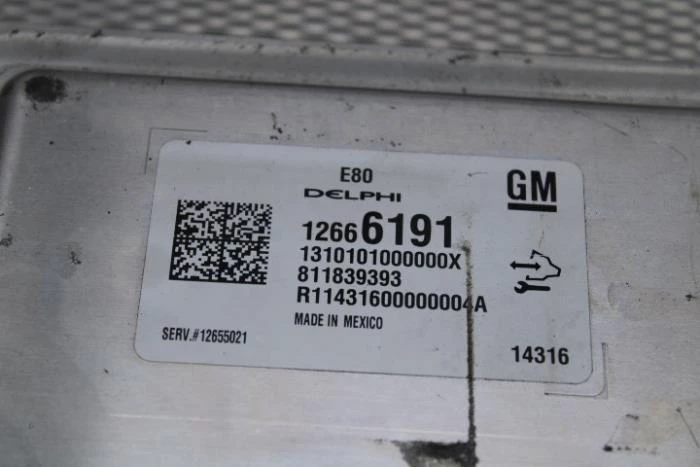 E80
DELPHI
GM
12666191
1310101000000X
811839393
R11431600000004A
MADE IN MEXICO
SERV.#12655021
14316